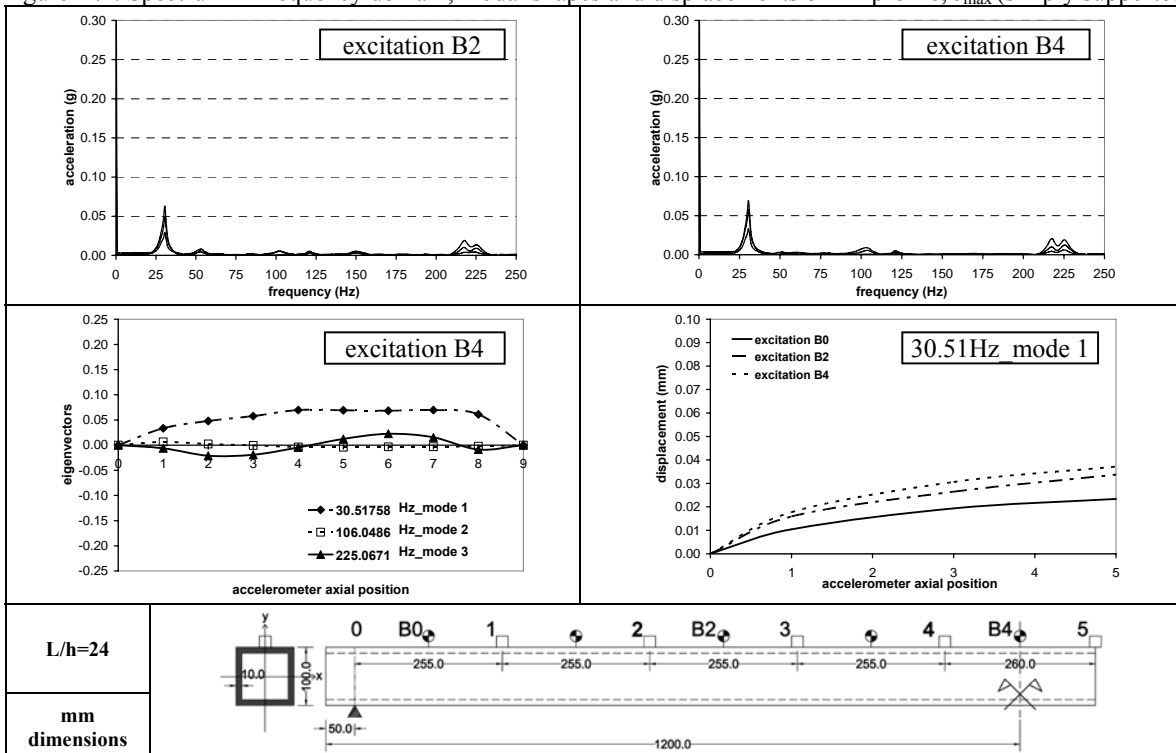 modal shapes and displacements on profile, max (simply supported
excitation B2
acceleration (g)
0.30
0.25
0.20
0.15
0.10
0.05
0.00
0 25 50 75 100 125 150 175 200 225 250
frequency (Hz)
excitation B4
acceleration (g)
0.30
0.25
0.20
0.15
0.10
0.05
0.00
0 25 50 75 100 125 150 175 200 225 250
frequency (Hz)
excitation B4
eigenvectors
0.25
0.20
0.15
0.10
0.05
0.00
-0.05
-0.10
-0.15
-0.20
-0.25
0 1 2 3 4 5 6 7 8 9
30.51758 Hz_mode 1
106.0486 Hz_mode 2
225.0671 Hz_mode 3
accelerometer axial position
30.51Hz_mode 1
excitation B0
excitation B2
excitation B4
displacement (mm)
0.10
0.09
0.08
0.07
0.06
0.05
0.04
0.03
0.02
0.01
0.00
0 1 2 3 4 5
accelerometer axial position
L/h=24
mm
dimensions
y
x
10.0
100.0
0 B0 1 2 B2 3 4 B4 5
255.0 255.0 255.0 255.0 260.0
50.0
1200.0